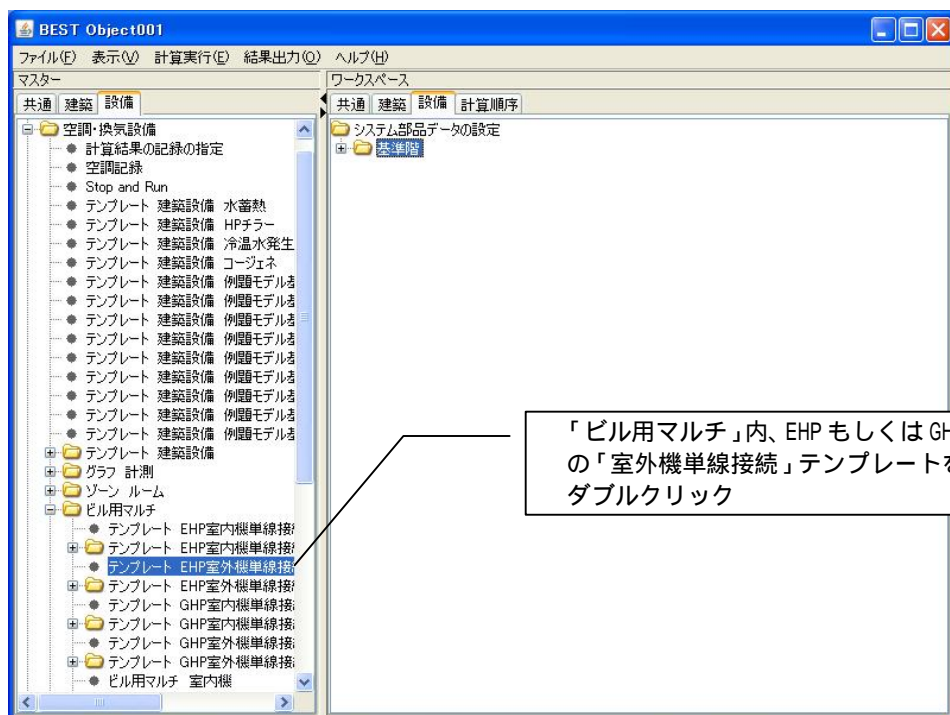 BEST Object001
ファイル(F) 表示(V) 計算実行(E) 結果出力(O) ヘルプ(H)
マスター
共通 建築 設備
空調・換気設備
計算結果の記録の指定
空調記録
Stop and Run
テンプレート 建築設備 水蓄熱
テンプレート 建築設備 HPチラー
テンプレート 建築設備 冷温水発生
テンプレート 建築設備 コージェネ
テンプレート 建築設備 例題モデル基
テンプレート 建築設備 例題モデル基
テンプレート 建築設備 例題モデル基
テンプレート 建築設備 例題モデル基
テンプレート 建築設備 例題モデル基
テンプレート 建築設備 例題モデル基
テンプレート 建築設備 例題モデル基
テンプレート 建築設備 例題モデル基
テンプレート 建築設備 例題モデル基
テンプレート 建築設備
グラフ 計測
ゾーン ルーム
ビル用マルチ
テンプレート EHP室内機単線接
テンプレート EHP室内機単線接
テンプレート EHP室外機単線接
テンプレート EHP室外機単線接
テンプレート GHP室内機単線接
テンプレート GHP室内機単線接
テンプレート GHP室外機単線接
テンプレート GHP室外機単線接
ビル用マルチ 室内機
ワークスペース
共通 建築 設備 計算順序
システム部品データの設定
基準階
「ビル用マルチ」内、EHP もしくは GH
の「室外機単線接続」テンプレートを
ダブルクリック